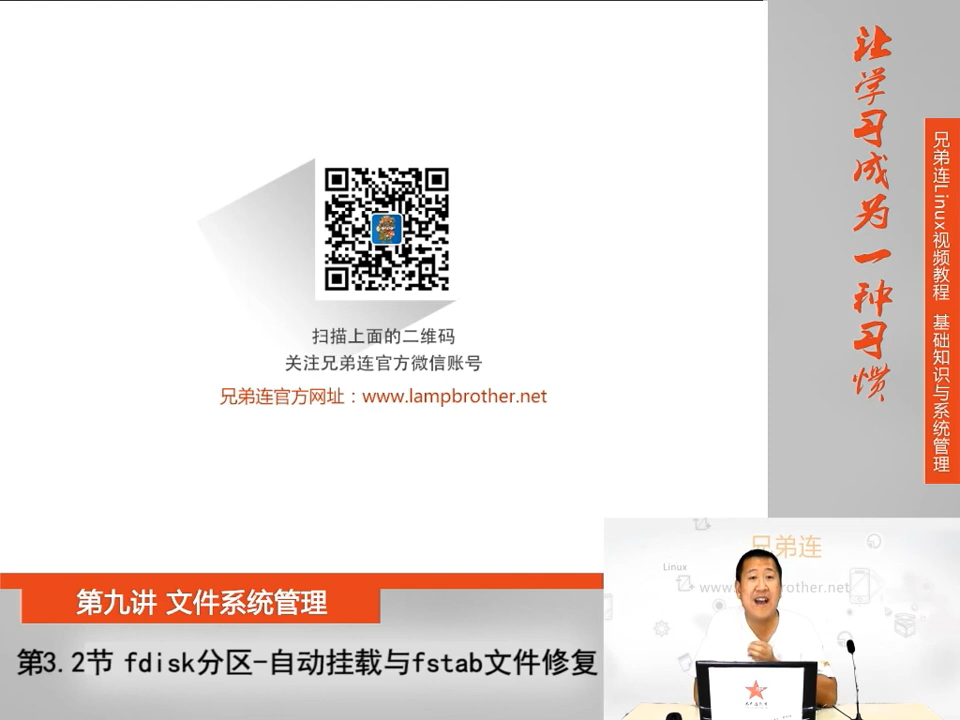 让学习成为一种习惯
兄弟连Linux视频教程 基础知识与系统管理
扫描上面的二维码
关注兄弟连官方微信账号
兄弟连官方网址：www.lampbrother.net
第九讲 文件系统管理
第3.2节 fdisk分区-自动挂载与fstab文件修复
兄弟连
Linux